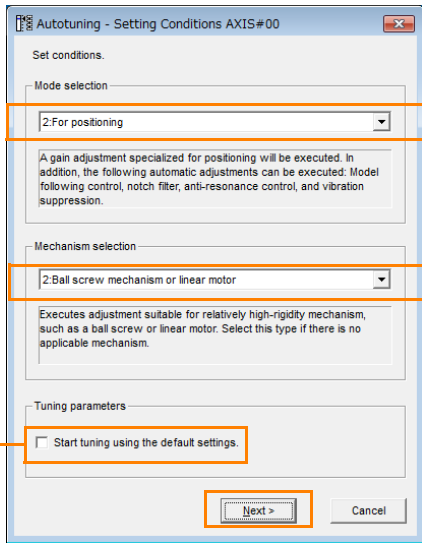 Autotuning - Setting Conditions AXIS#00
Set conditions.
Mode selection
2:For positioning
A gain adjustment specialized for positioning will be executed. In
addition, the following automatic adjustments can be executed: Model
following control, notch filter, anti-resonance control, and vibration
suppression.
Mechanism selection
2:Ball screw mechanism or linear motor
Executes adjustment suitable for relatively high-rigidity mechanism,
such as a ball screw or linear motor. Select this type if there is no
applicable mechanism.
Tuning parameters
Start tuning using the default settings.
Next >
Cancel